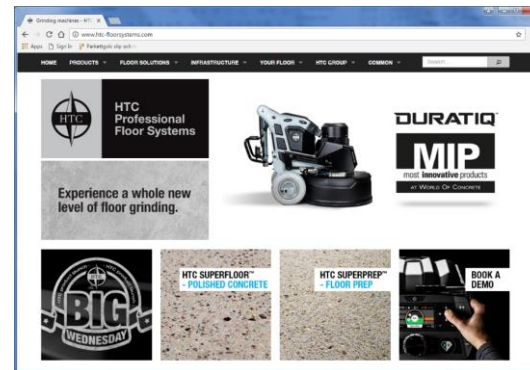 Grinding machines - HTC
www.htc-floorsystems.com
Apps
Sign In
HOME PRODUCTS FLOOR SOLUTIONS INFRASTRUCTURE YOUR FLOOR HTC GROUP COMMON
Search
HTC
HTC
Professional
Floor Systems
DURATIQ
MIP
most innovative products
AT WORLD OF CONCRETE
Experience a whole new
level of floor grinding.
HTC
BIG
WEDNESDAY
HTC SUPERFLOOR™
- POLISHED CONCRETE
HTC SUPERPREP™
- FLOOR PREP
BOOK A
DEMO